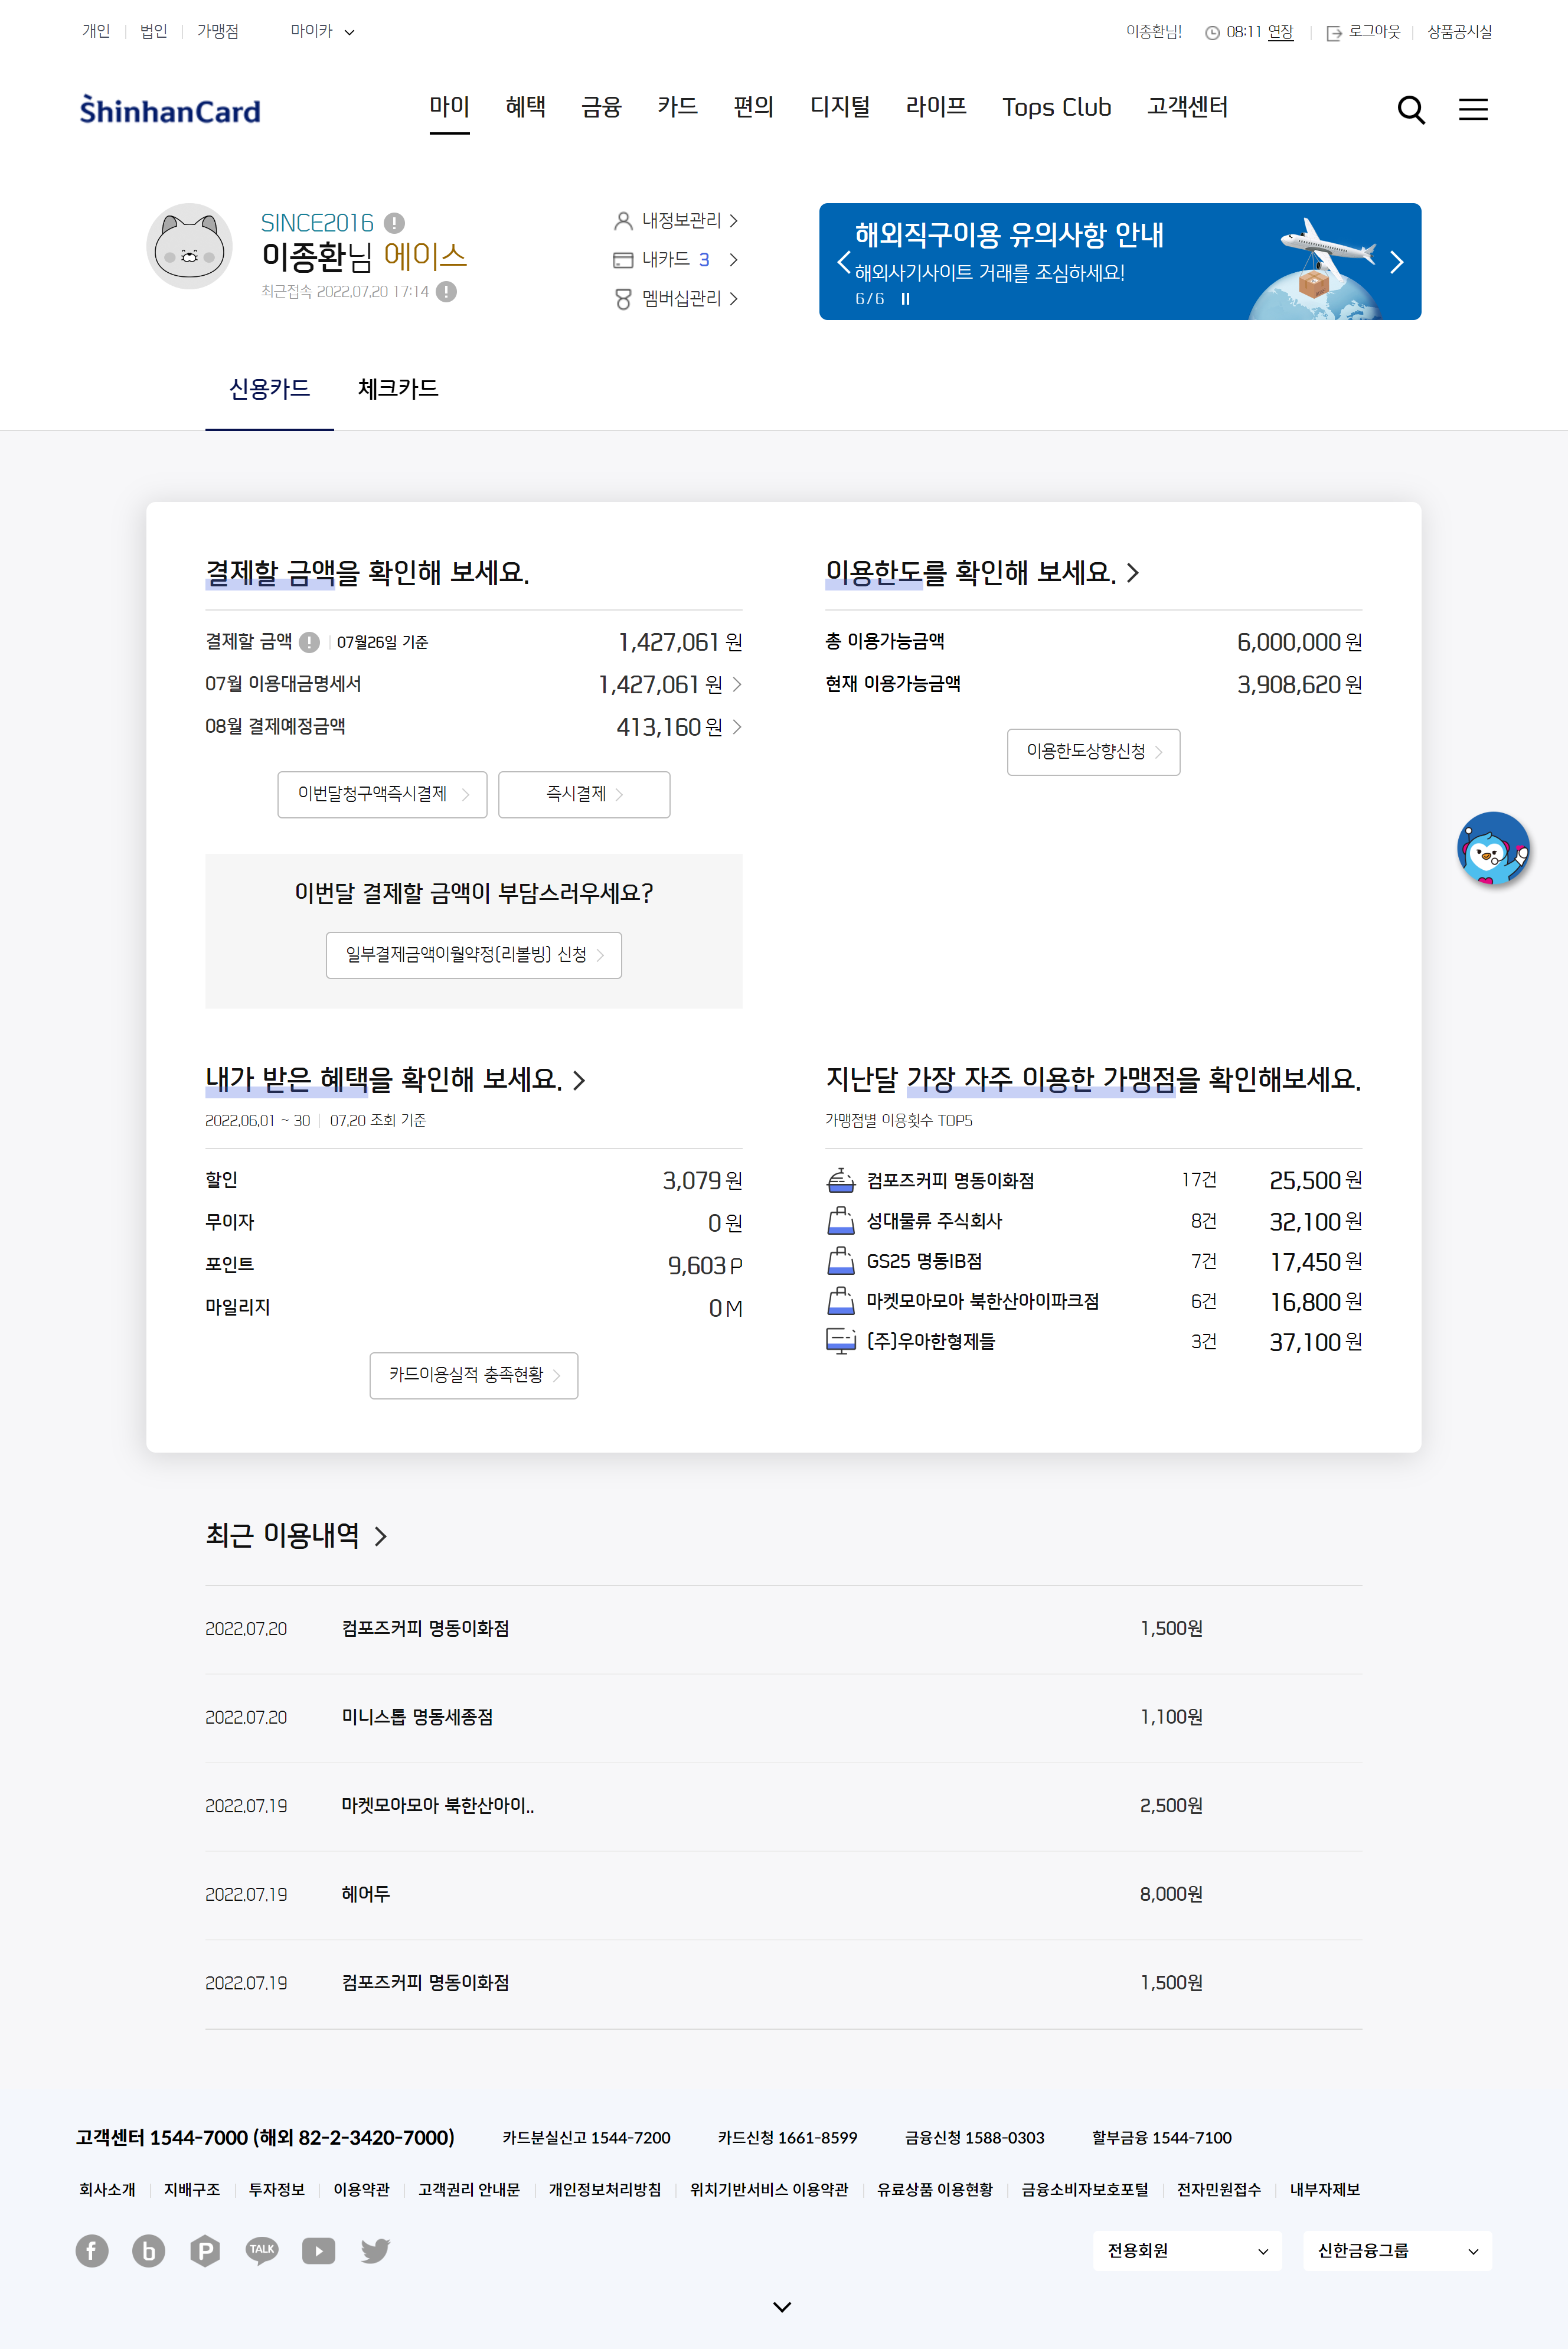 개인 법인 가맹점 마이카 이종환님! 08:11 연장 로그아웃 상품공시실
ShinhanCard 마이 혜택 금융 카드 편의 디지털 라이프 Tops Club 고객센터
SINCE2016
이종환님 에이스
최근접속 2022.07.20 17:14
내정보관리
내카드 3
멤버십관리
해외직구이용 유의사항 안내
해외사기사이트 거래를 조심하세요!
6/6
신용카드 체크카드
결제할 금액을 확인해 보세요.
결제할 금액 07월26일 기준 1,427,061 원
07월 이용대금명세서 1,427,061 원
08월 결제예정금액 413,160 원
이번달청구액즉시결제 즉시결제
이번달 결제할 금액이 부담스러우세요?
일부결제금액이월약정(리볼빙) 신청
이용한도를 확인해 보세요.
총 이용가능금액 6,000,000 원
현재 이용가능금액 3,908,620 원
이용한도상향신청
내가 받은 혜택을 확인해 보세요.
2022.06.01 ~ 30 07.20 조회 기준
할인 3,079 원
무이자 0 원
포인트 9,603 P
마일리지 0 M
카드이용실적 충족현황
지난달 가장 자주 이용한 가맹점을 확인해보세요.
가맹점별 이용횟수 TOP5
컴포즈커피 명동이화점 17건 25,500 원
성대물류 주식회사 8건 32,100 원
GS25 명동IB점 7건 17,450 원
마켓모아모아 북한산아이파크점 6건 16,800 원
(주)우아한형제들 3건 37,100 원
최근 이용내역
2022.07.20 컴포즈커피 명동이화점 1,500원
2022.07.20 미니스톱 명동세종점 1,100원
2022.07.19 마켓모아모아 북한산아이.. 2,500원
2022.07.19 헤어두 8,000원
2022.07.19 컴포즈커피 명동이화점 1,500원
고객센터 1544-7000 (해외 82-2-3420-7000) 카드분실신고 1544-7200 카드신청 1661-8599 금융신청 1588-0303 할부금융 1544-7100
회사소개 지배구조 투자정보 이용약관 고객권리 안내문 개인정보처리방침 위치기반서비스 이용약관 유료상품 이용현황 금융소비자보호포털 전자민원접수 내부자제보
f b P TALK 전용회원 신한금융그룹